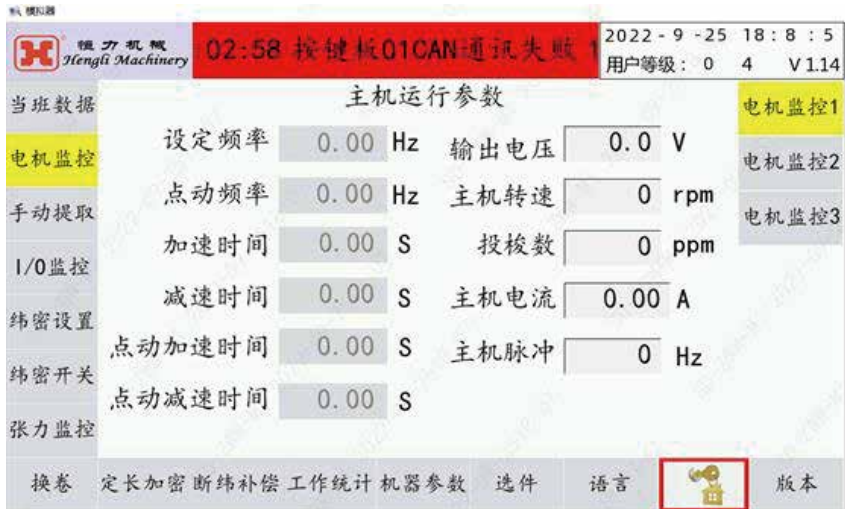 模拟器
恒力机械
Hengli Machinery
02:58 按键板01CAN通讯失败 1
2022 - 9 -25 18 : 8 : 5
用户等级: 0 4 V 1.14
主机运行参数
当班数据
电机监控
手动提取
I/O监控
纬密设置
纬密开关
张力监控
设定频率 0.00 Hz
点动频率 0.00 Hz
加速时间 0.00 S
减速时间 0.00 S
点动加速时间 0.00 S
点动减速时间 0.00 S
输出电压 0.0 V
主机转速 0 rpm
投梭数 0 ppm
主机电流 0.00 A
主机脉冲 0 Hz
电机监控1
电机监控2
电机监控3
换卷 定长加密 断纬补偿 工作统计 机器参数 选件 语言 版本